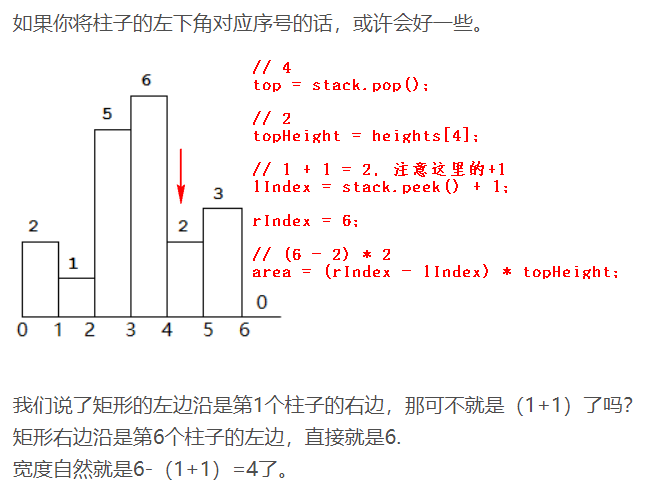 如果你将柱子的左下角对应序号的话，或许会好一些。
// 4
top = stack.pop();
// 2
topHeight = heights[4];
// 1 + 1 = 2. 注意这里的+1
lIndex = stack.peek() + 1;
rIndex = 6;
// (6 - 2) * 2
area = (rIndex - lIndex) * topHeight;
6
5
2
1
2
3
0
0 1 2 3 4 5 6
我们说了矩形的左边沿是第1个柱子的右边，那可不就是（1+1）了吗？
矩形右边沿是第6个柱子的左边，直接就是6.
宽度自然就是6-（1+1）=4了。